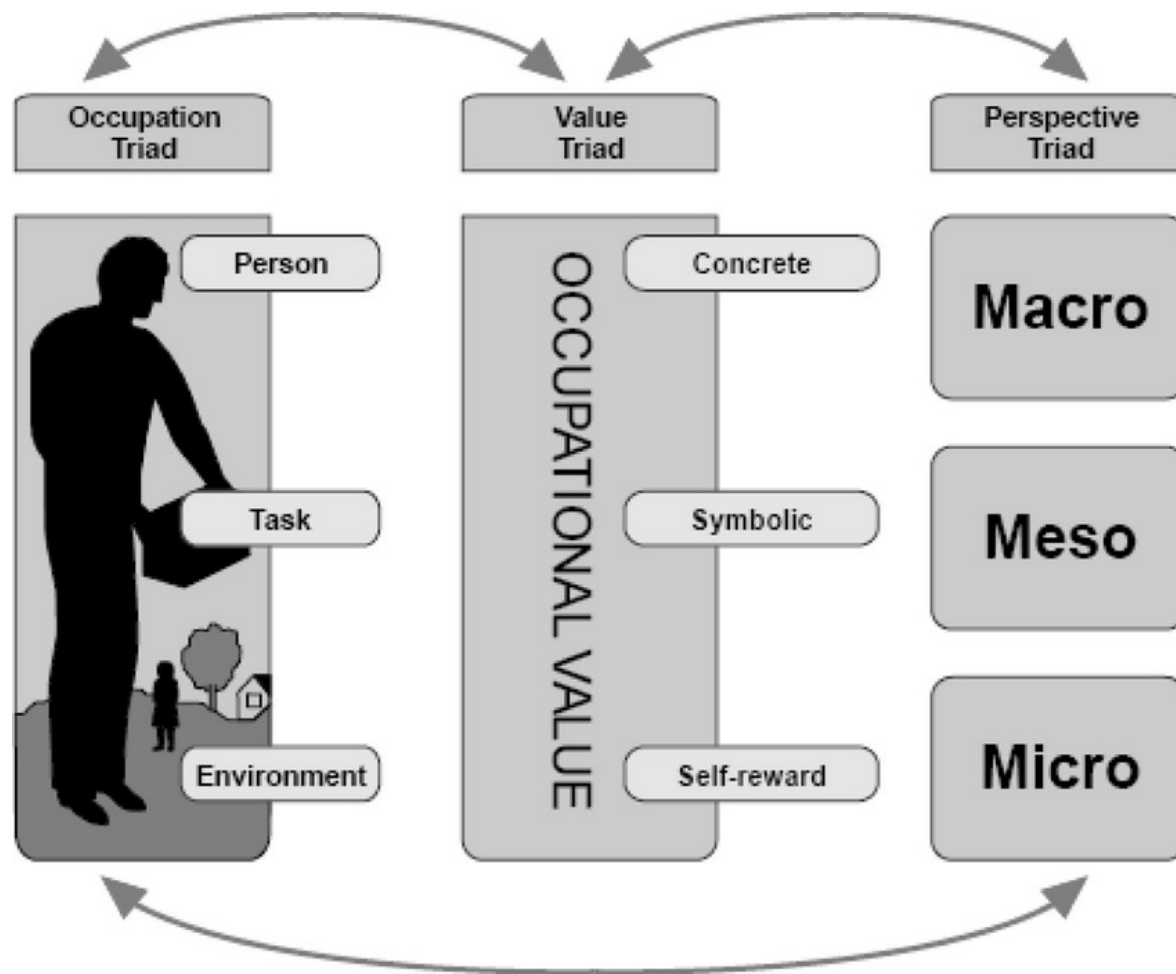 Occupation
Triad
Value
Triad
Perspective
Triad
Person
Task
Environment
OCCUPATIONAL VALUE
Concrete
Symbolic
Self-reward
Macro
Meso
Micro